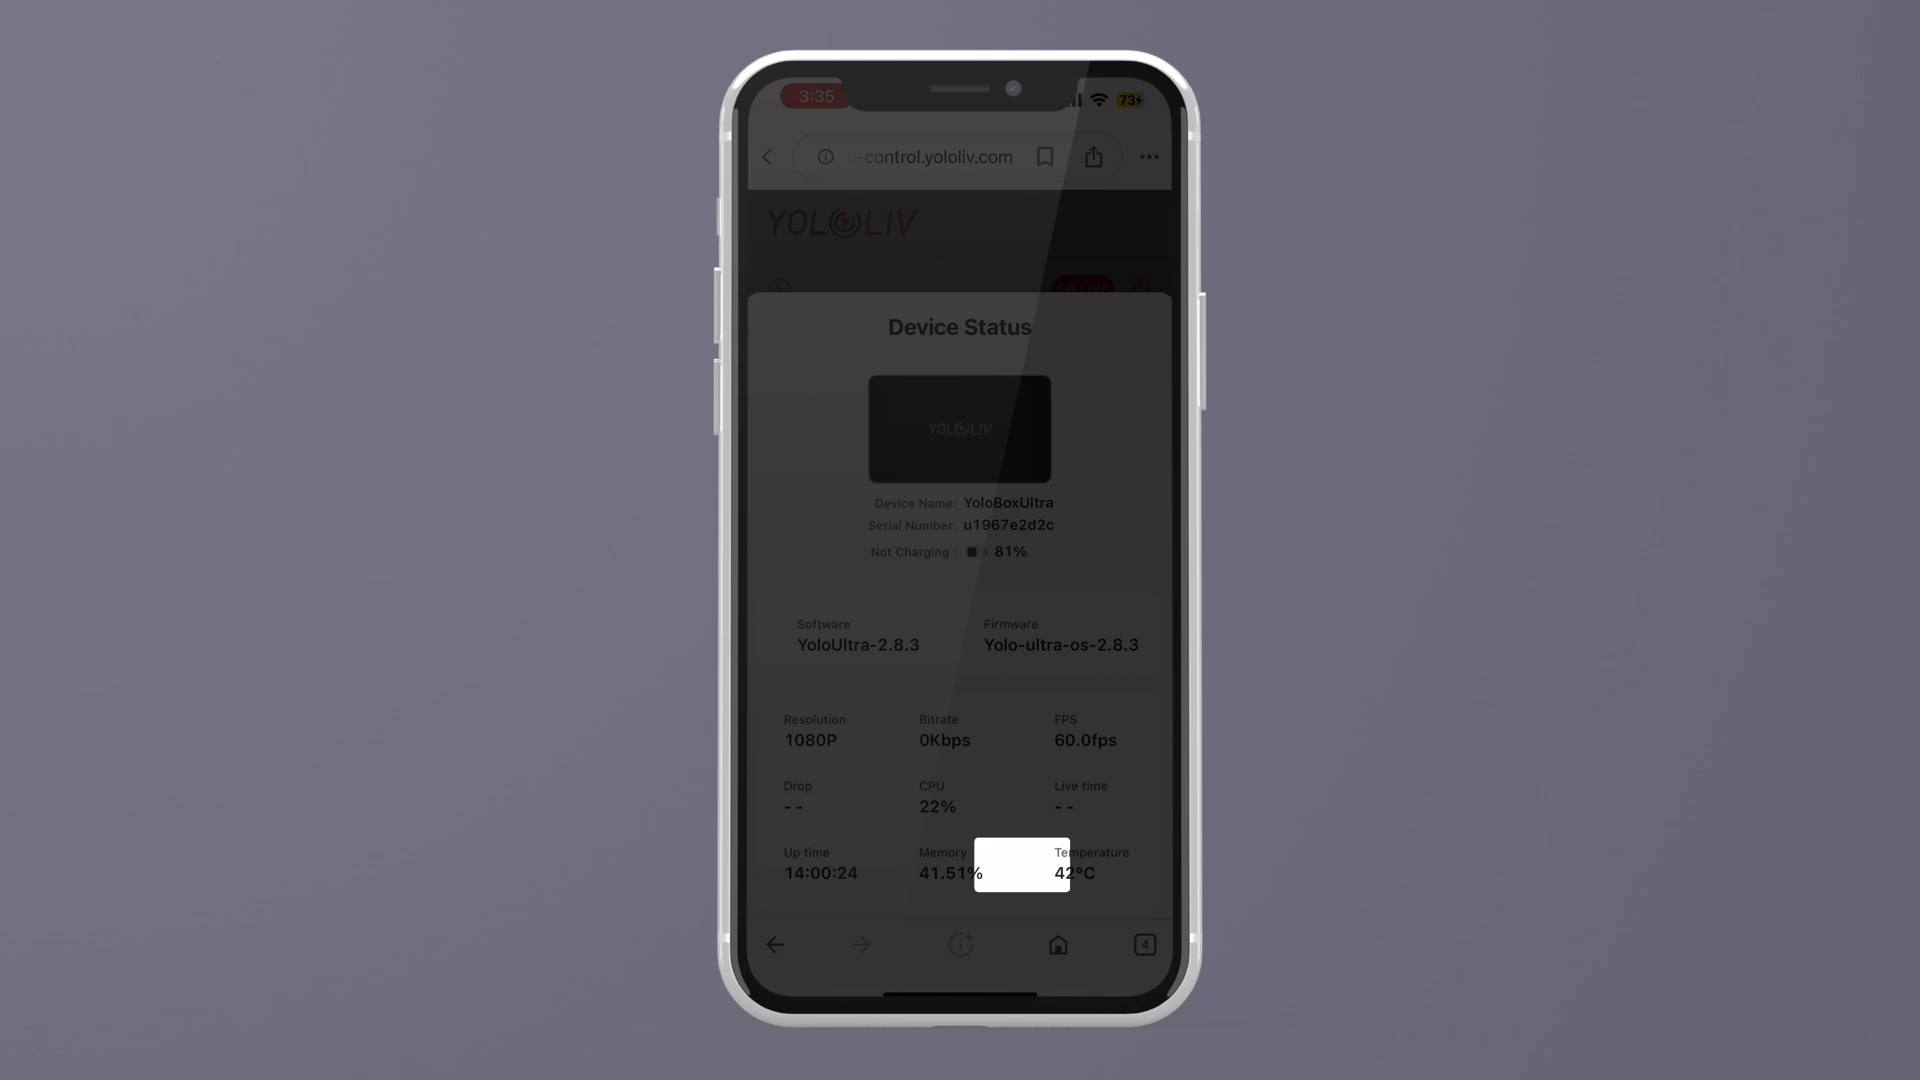 3:35
73
-control.yololiv.com
YOLOLIV
GO LIVE
Device Status
YOLOLIV
Device Name: YoloBoxUltra
Serial Number: u1967e2d2c
Not Charging : 81%
Software Firmware
YoloUltra-2.8.3 Yolo-ultra-os-2.8.3
Resolution Bitrate FPS
1080P 0Kbps 60.0fps
Drop CPU Live time
-- 22% --
Up time Memory Temperature
14:00:24 41.51% 42°C
4